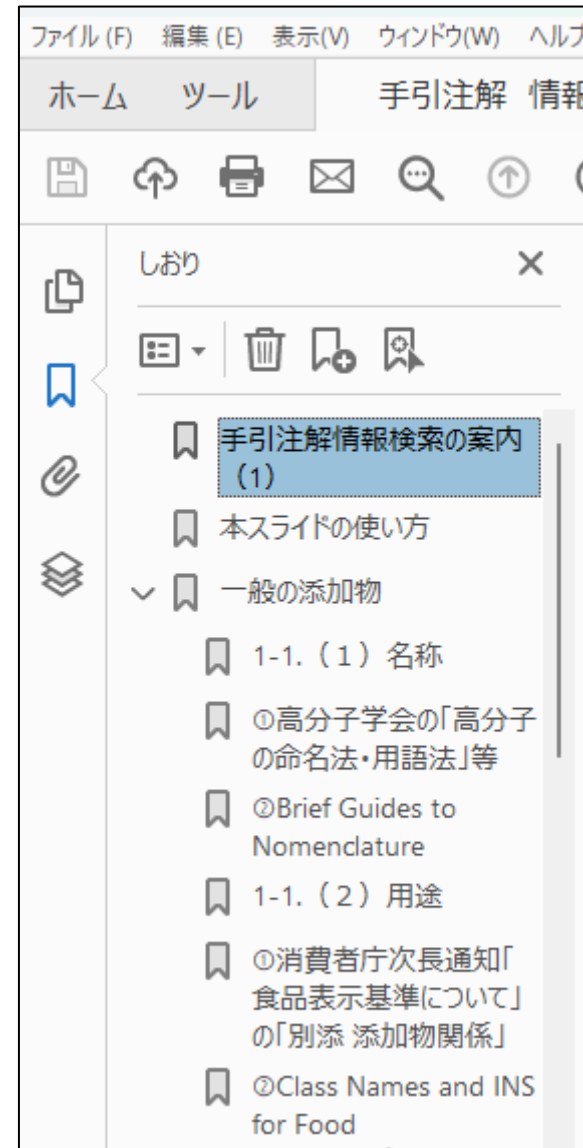 ファイル(F) 編集(E) 表示(V) ウィンドウ(W) ヘルプ
ホーム ツール 手引注解 情報
しおり
手引注解情報検索の案内
(1)
本スライドの使い方
一般の添加物
1-1.(1)名称
①高分子学会の「高分子
の命名法・用語法」等
②Brief Guides to
Nomenclature
1-1.(2)用途
①消費者庁次長通知「
食品表示基準について」
の「別添 添加物関係」
②Class Names and INS
for Food